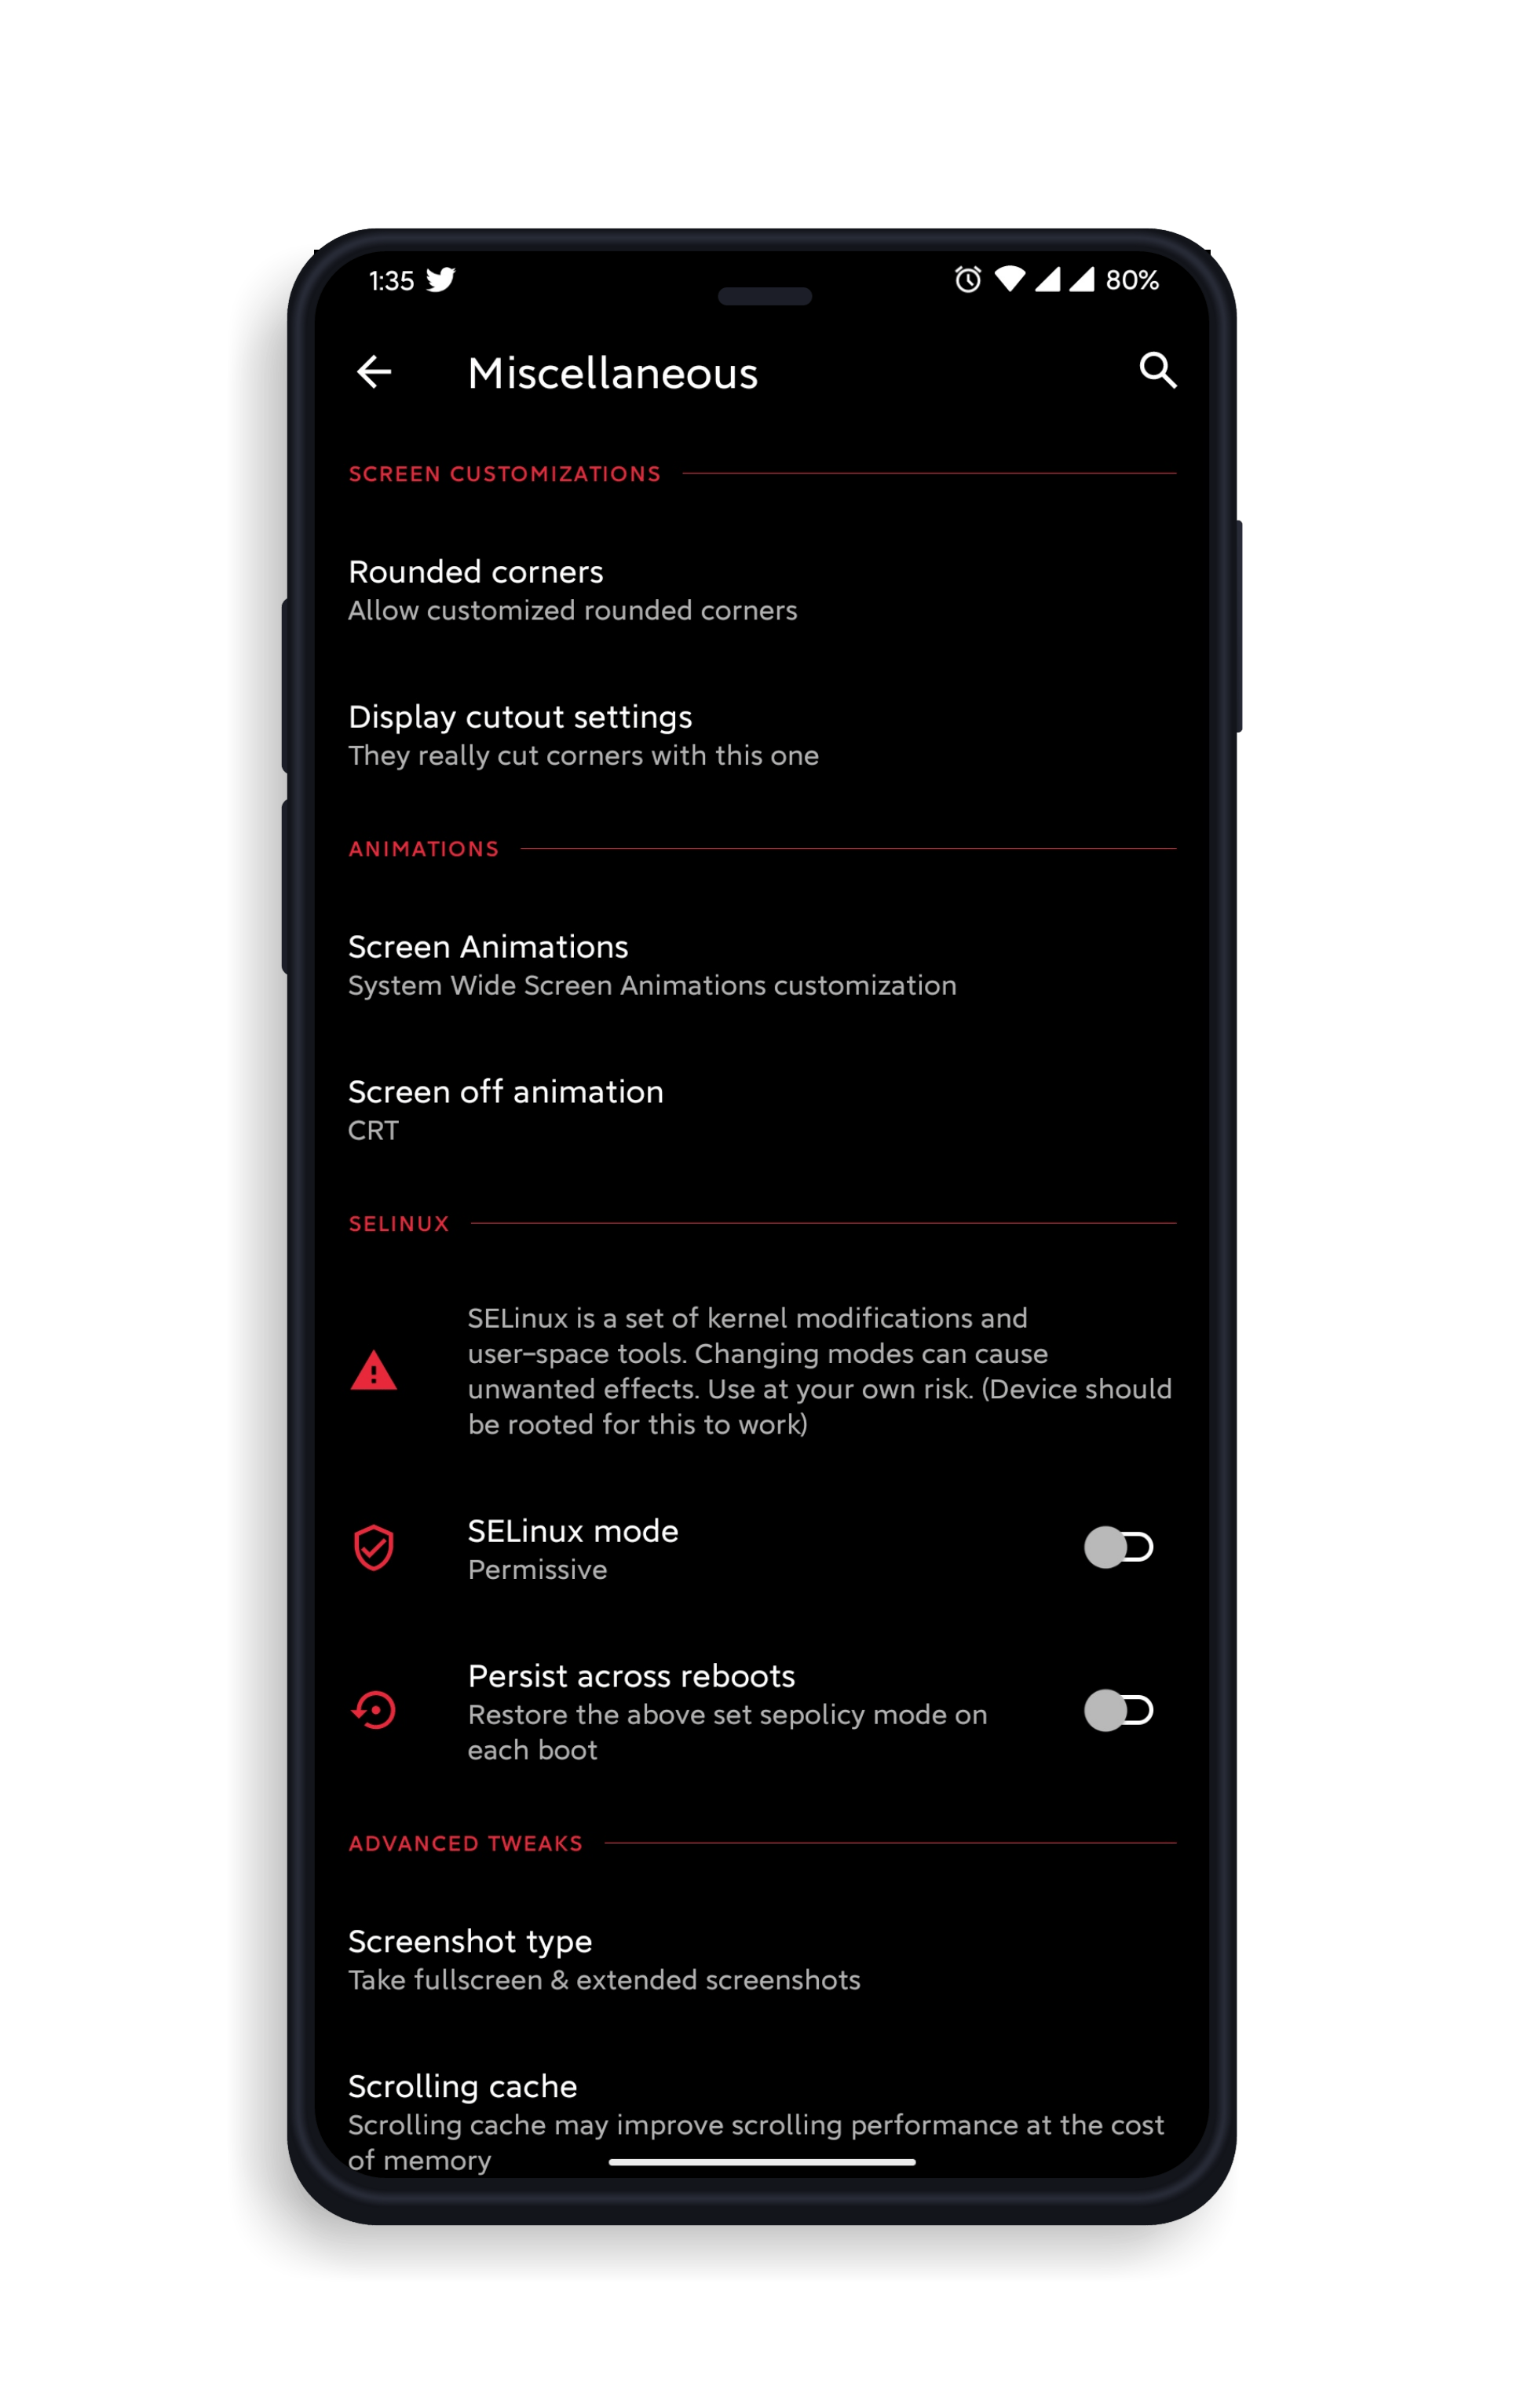 1:35
80%
Miscellaneous
SCREEN CUSTOMIZATIONS
Rounded corners
Allow customized rounded corners
Display cutout settings
They really cut corners with this one
ANIMATIONS
Screen Animations
System Wide Screen Animations customization
Screen off animation
CRT
SELINUX
SELinux is a set of kernel modifications and
user-space tools. Changing modes can cause
unwanted effects. Use at your own risk. (Device should
be rooted for this to work)
SELinux mode
Permissive
Persist across reboots
Restore the above set sepolicy mode on
each boot
ADVANCED TWEAKS
Screenshot type
Take fullscreen & extended screenshots
Scrolling cache
Scrolling cache may improve scrolling performance at the cost
of memory